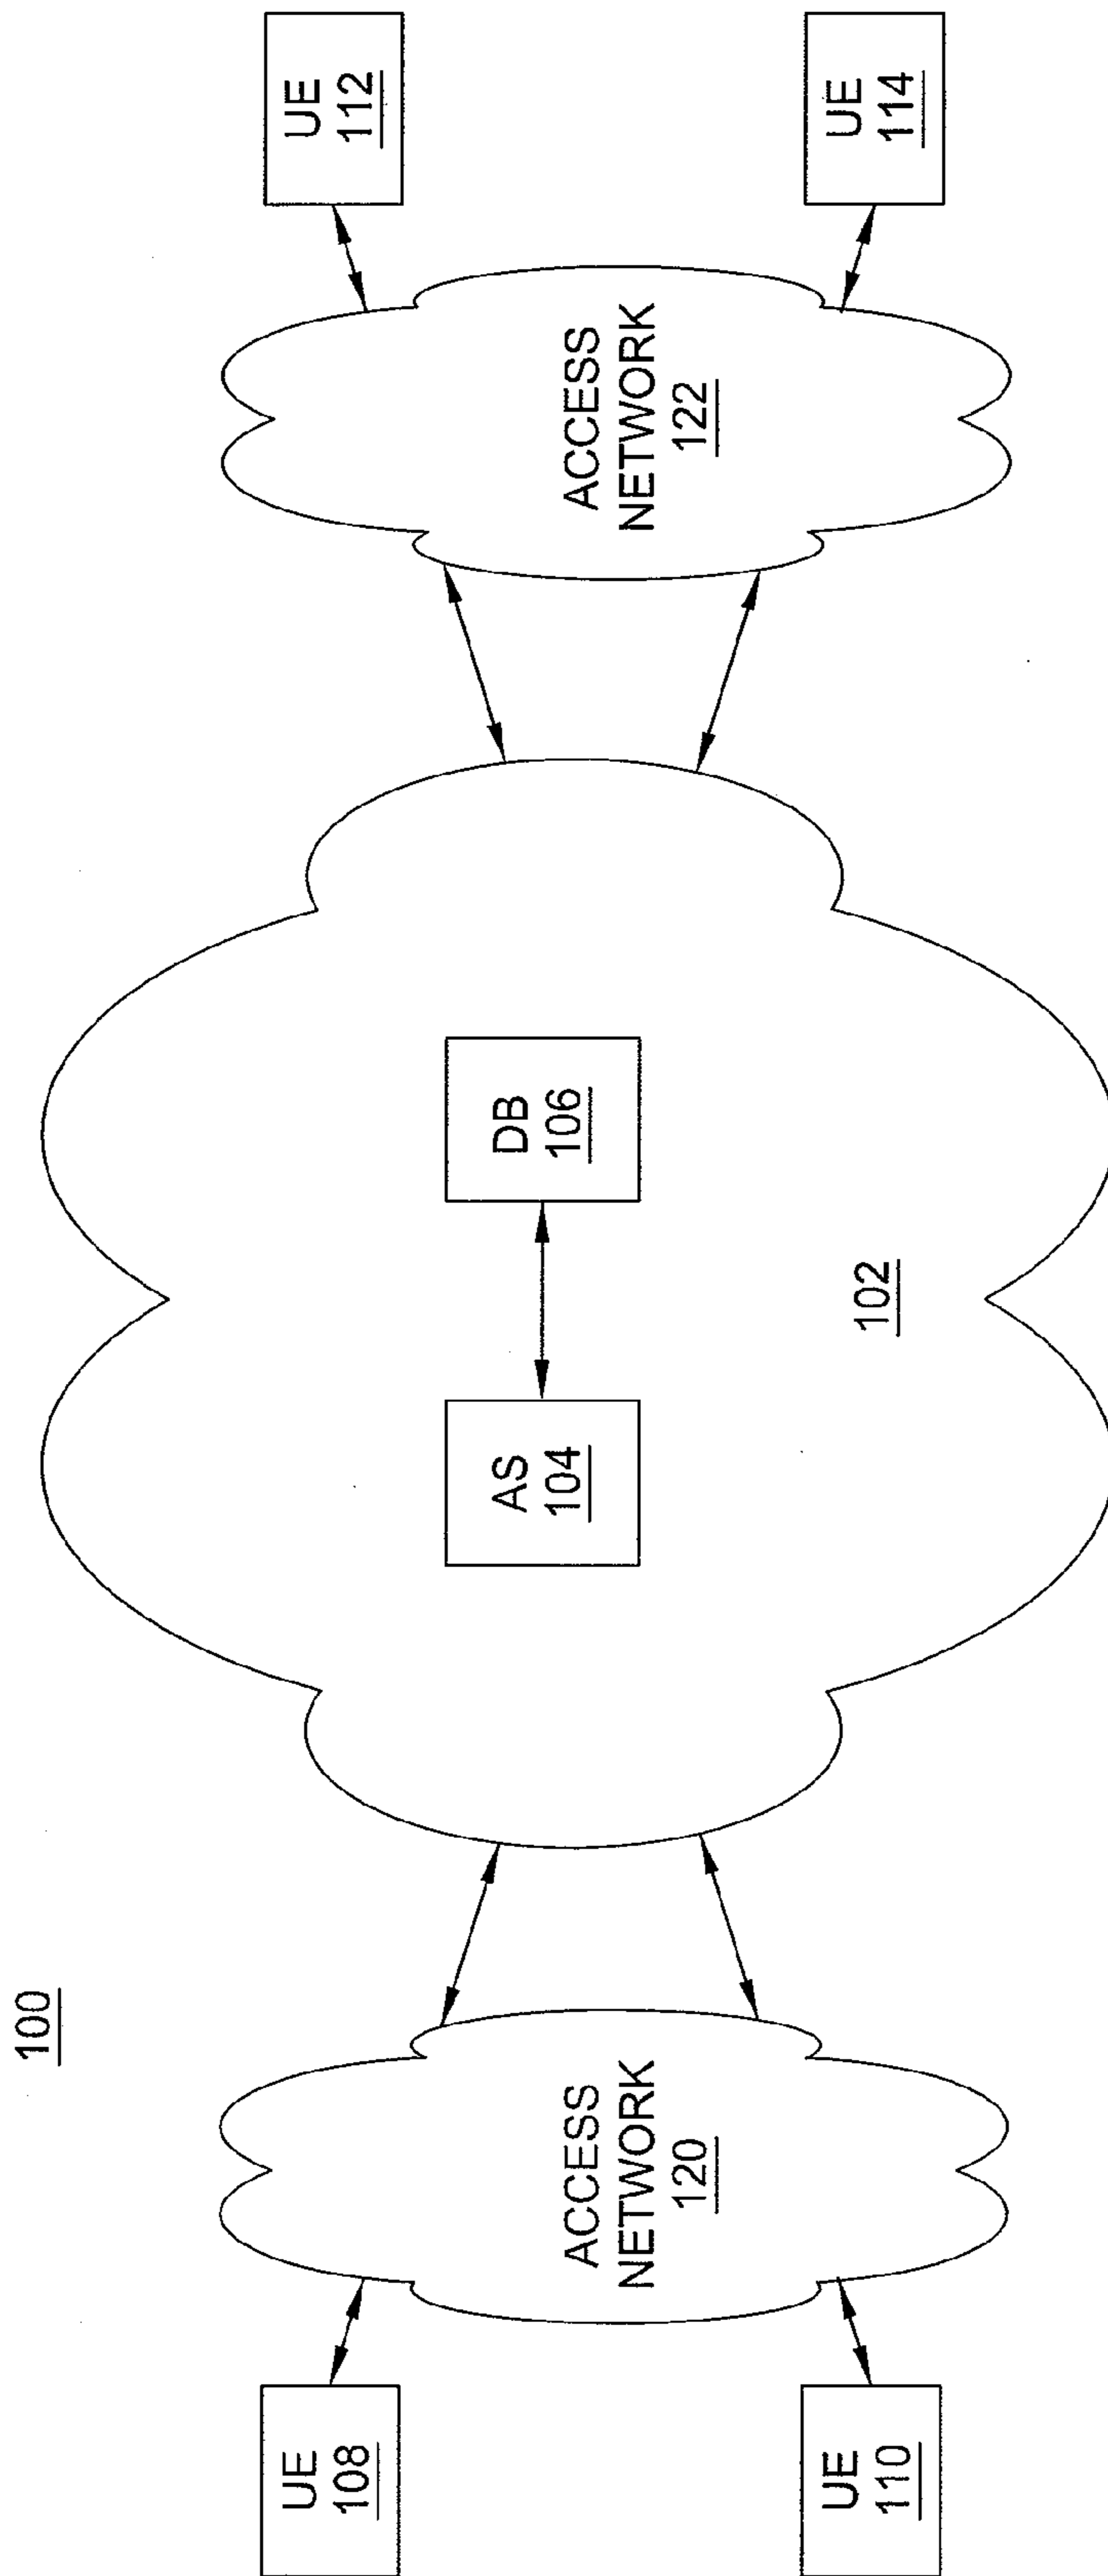 100
UE
108
UE
110
ACCESS
NETWORK
120
AS
104
DB
106
102
ACCESS
NETWORK
122
UE
112
UE
114